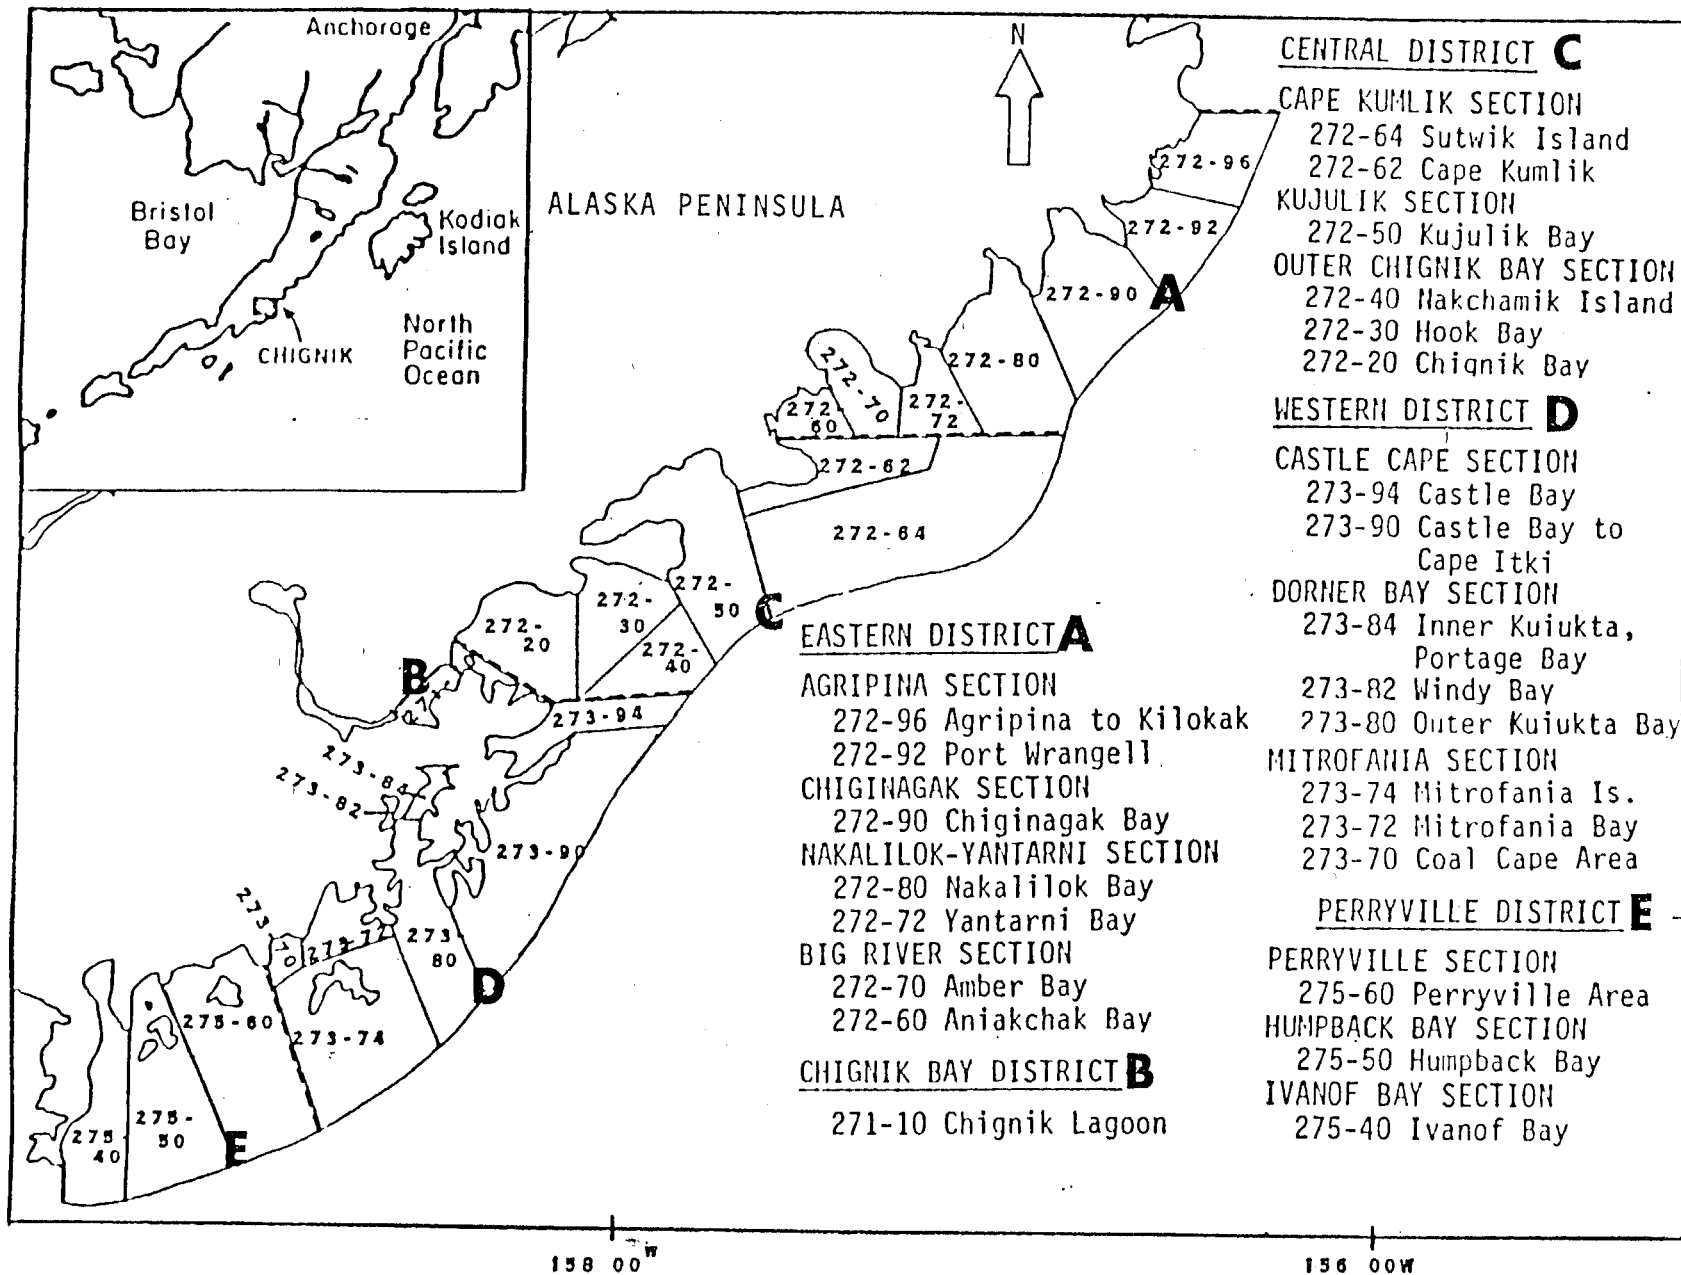 Anchorage
Bristol
Bay
Kodiak
Island
North
Pacific
Ocean
CHIGNIK
N
ALASKA PENINSULA
272-96
272-92
272-90 A
272-80
272-70
272-
72
272
60
272-62
272-64
272-
50
C
272-
30
272-
40
272-
20
B
273-94
273-84
273-82
273-90
273
70
273-72
273
80
D
273-74
275-60
275-
50
275
40
E
EASTERN DISTRICT A
AGRIPINA SECTION
272-96 Agripina to Kilokak
272-92 Port Wrangell
CHIGINAGAK SECTION
272-90 Chiginagak Bay
NAKALILOK-YANTARNI SECTION
272-80 Nakalilok Bay
272-72 Yantarni Bay
BIG RIVER SECTION
272-70 Amber Bay
272-60 Aniakchak Bay
CHIGNIK BAY DISTRICT B
271-10 Chignik Lagoon
CENTRAL DISTRICT C
CAPE KUMLIK SECTION
272-64 Sutwik Island
272-62 Cape Kumlik
KUJULIK SECTION
272-50 Kujulik Bay
OUTER CHIGNIK BAY SECTION
272-40 Nakchamik Island
272-30 Hook Bay
272-20 Chignik Bay
WESTERN DISTRICT D
CASTLE CAPE SECTION
273-94 Castle Bay
273-90 Castle Bay to
Cape Itki
DORNER BAY SECTION
273-84 Inner Kuiukta,
Portage Bay
273-82 Windy Bay
273-80 Outer Kuiukta Bay
MITROFANIA SECTION
273-74 Mitrofania Is.
273-72 Mitrofania Bay
273-70 Coal Cape Area
PERRYVILLE DISTRICT E
PERRYVILLE SECTION
275-60 Perryville Area
HUMPBACK BAY SECTION
275-50 Humpback Bay
IVANOF BAY SECTION
275-40 Ivanof Bay
158 00 W
156 00W